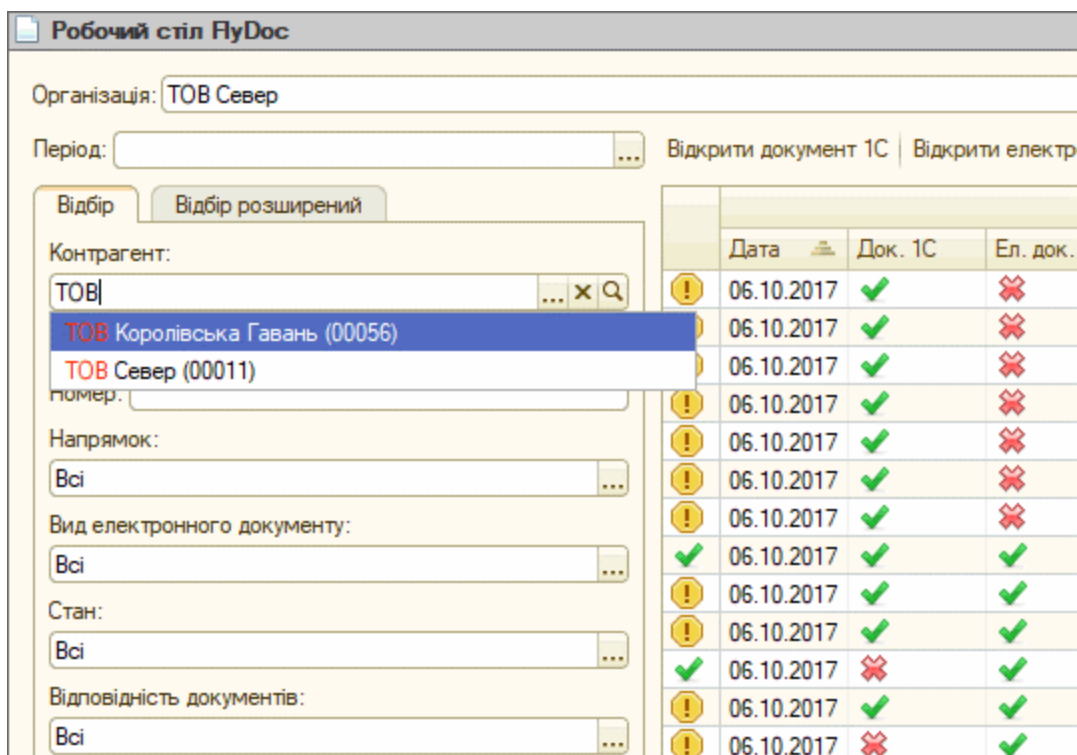 Робочий стіл FlyDoc
Організація: ТОВ Север
Період: ...
Відкрити документ 1С Відкрити електр
Відбір Відбір розширений
Контрагент:
ТОВ ...
ТОВ Королівська Гавань (00056)
ТОВ Север (00011)
Номер:
Напрямок:
Всі ...
Вид електронного документу:
Всі ...
Стан:
Всі ...
Відповідність документів:
Всі ...
Дата Док. 1С Ел. док.
06.10.2017
06.10.2017
06.10.2017
06.10.2017
06.10.2017
06.10.2017
06.10.2017
06.10.2017
06.10.2017
06.10.2017
06.10.2017
06.10.2017
06.10.2017